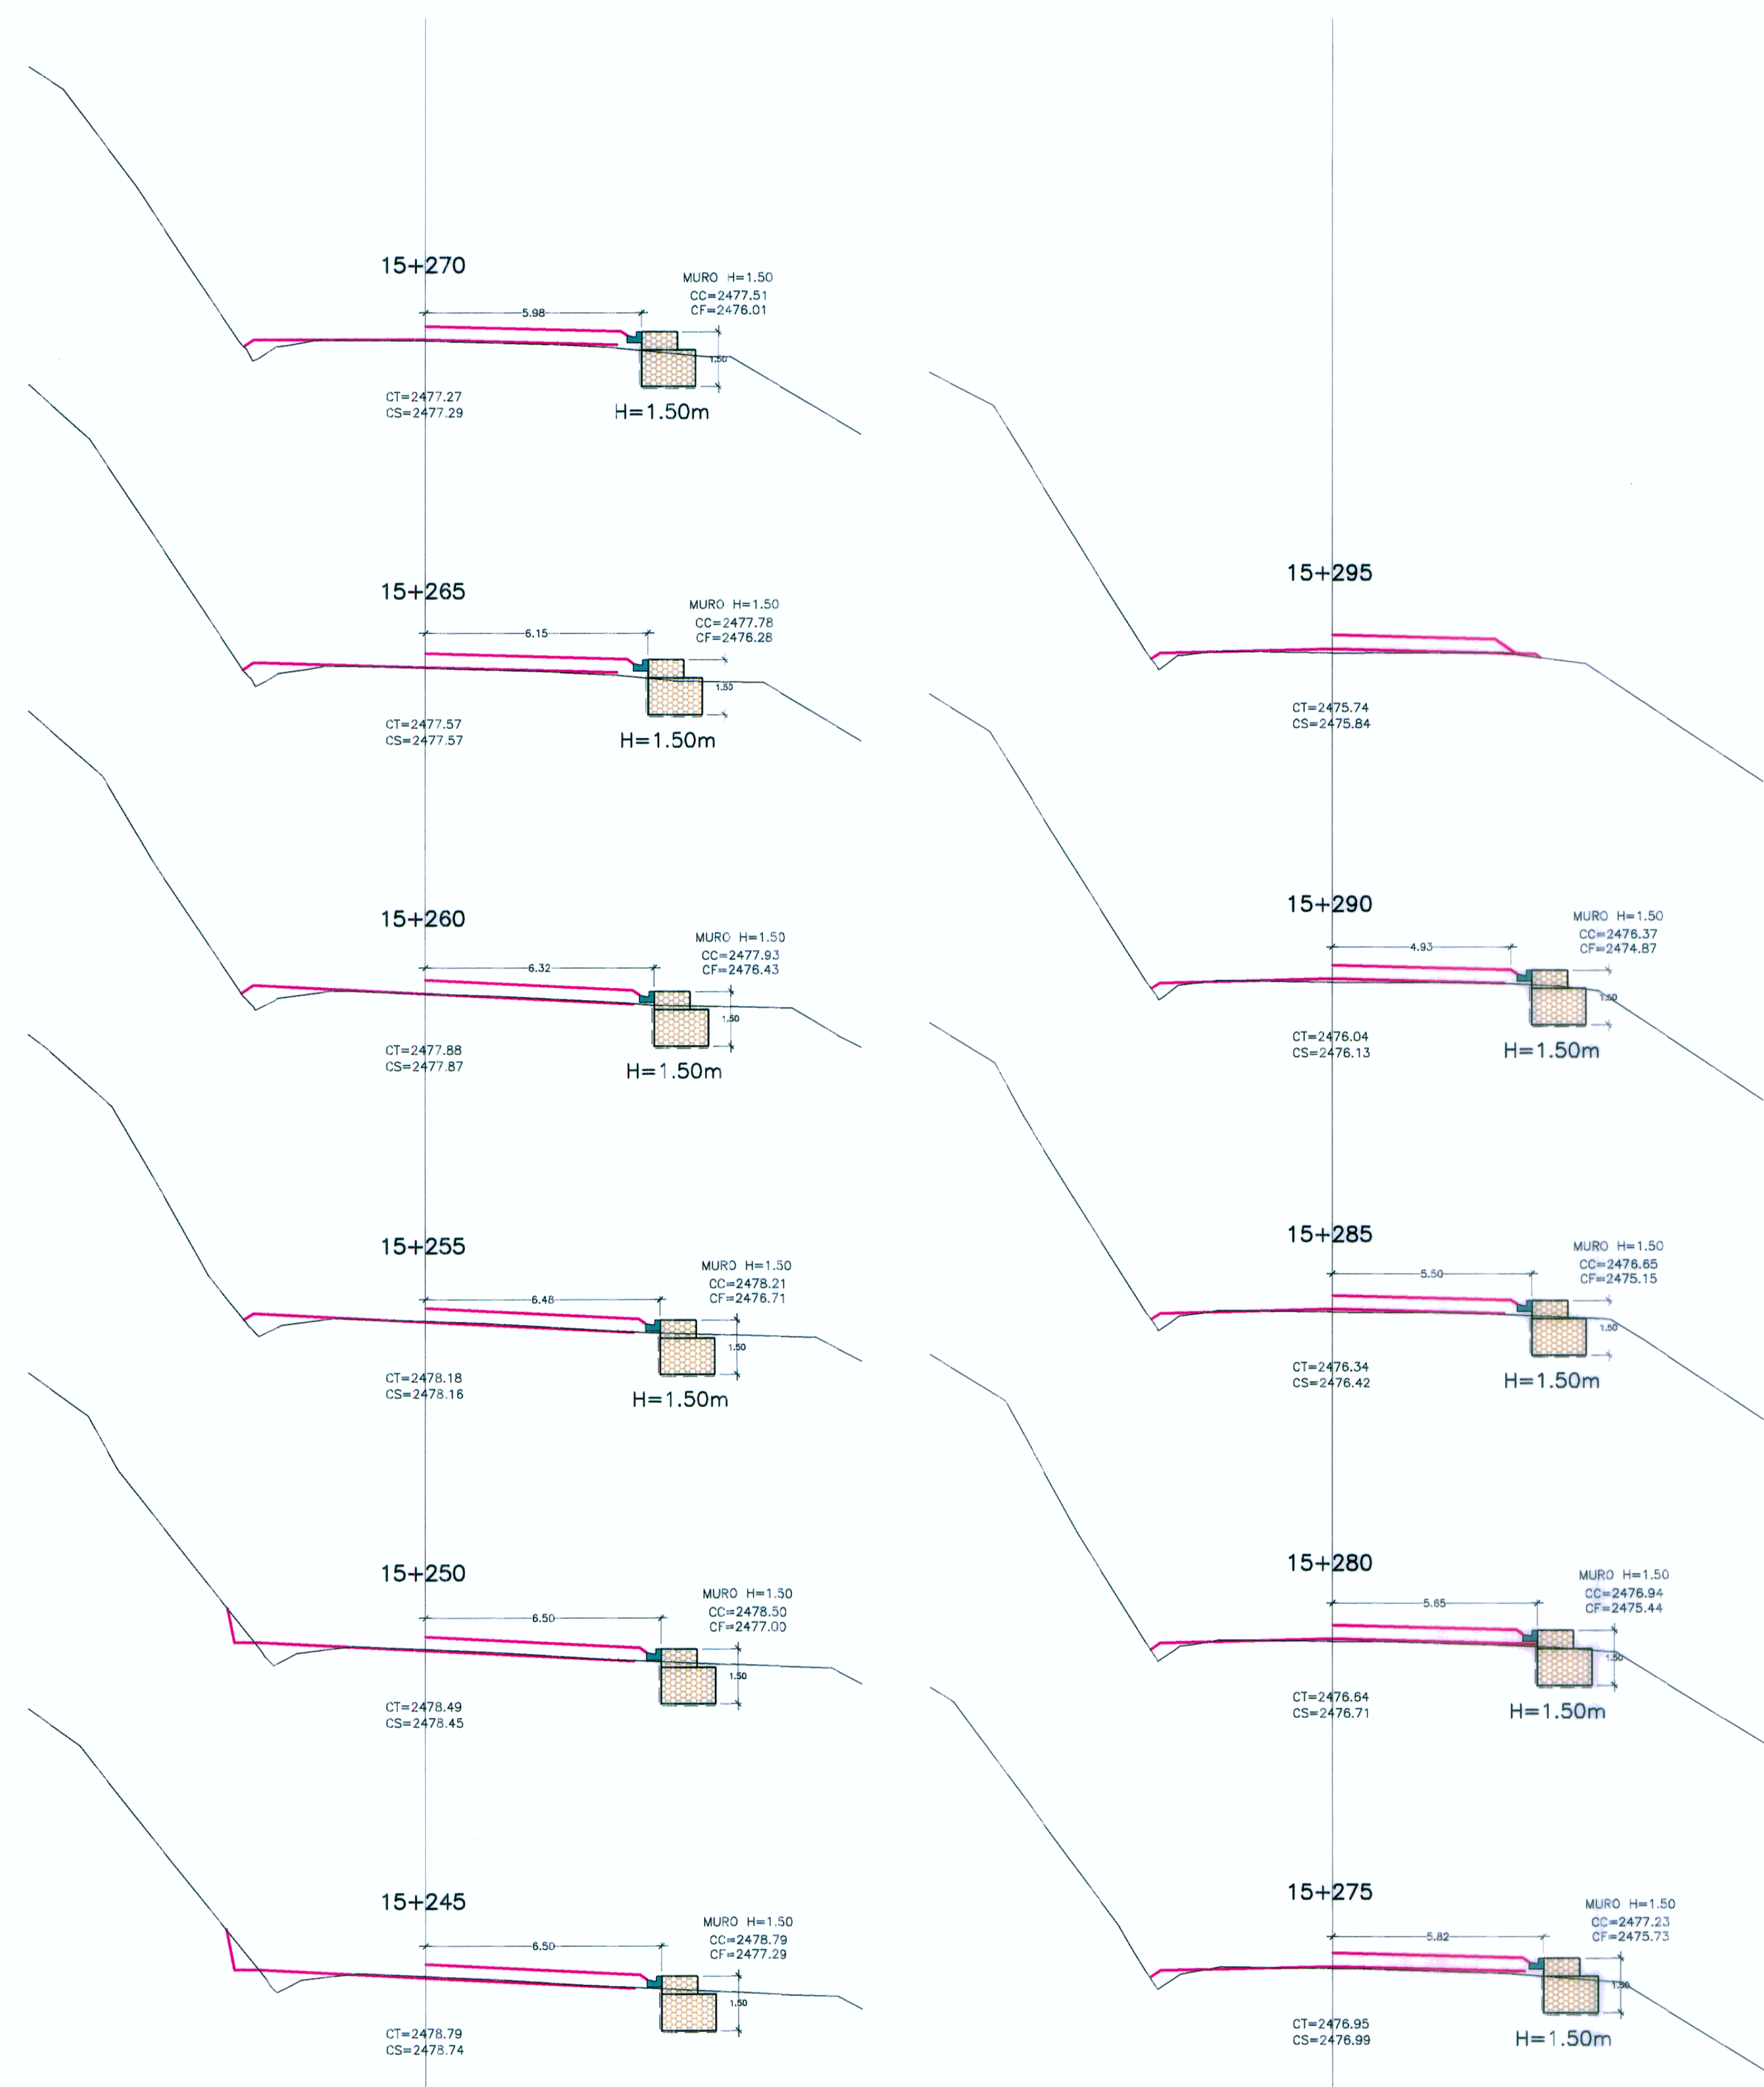 15+270
MURO H=1.50
CC=2477.51
CF=2476.01
5.98
1.50
CT=2477.27
CS=2477.29
H=1.50m
15+265
MURO H=1.50
CC=2477.78
CF=2476.28
6.15
1.50
CT=2477.57
CS=2477.57
H=1.50m
15+260
MURO H=1.50
CC=2477.93
CF=2476.43
6.32
1.50
CT=2477.88
CS=2477.87
H=1.50m
15+255
MURO H=1.50
CC=2478.21
CF=2476.71
6.48
1.50
CT=2478.18
CS=2478.16
H=1.50m
15+250
MURO H=1.50
CC=2478.50
CF=2477.00
6.50
1.50
CT=2478.49
CS=2478.45
15+245
MURO H=1.50
CC=2478.79
CF=2477.29
6.50
1.50
CT=2478.79
CS=2478.74
15+295
CT=2475.74
CS=2475.84
15+290
MURO H=1.50
CC=2476.37
CF=2474.87
4.93
1.50
CT=2476.04
CS=2476.13
H=1.50m
15+285
MURO H=1.50
CC=2476.65
CF=2475.15
5.50
1.50
CT=2476.34
CS=2476.42
H=1.50m
15+280
MURO H=1.50
CC=2476.94
CF=2475.44
5.65
1.50
CT=2476.64
CS=2476.71
H=1.50m
15+275
MURO H=1.50
CC=2477.23
CF=2475.73
5.82
1.50
CT=2476.95
CS=2476.99
H=1.50m